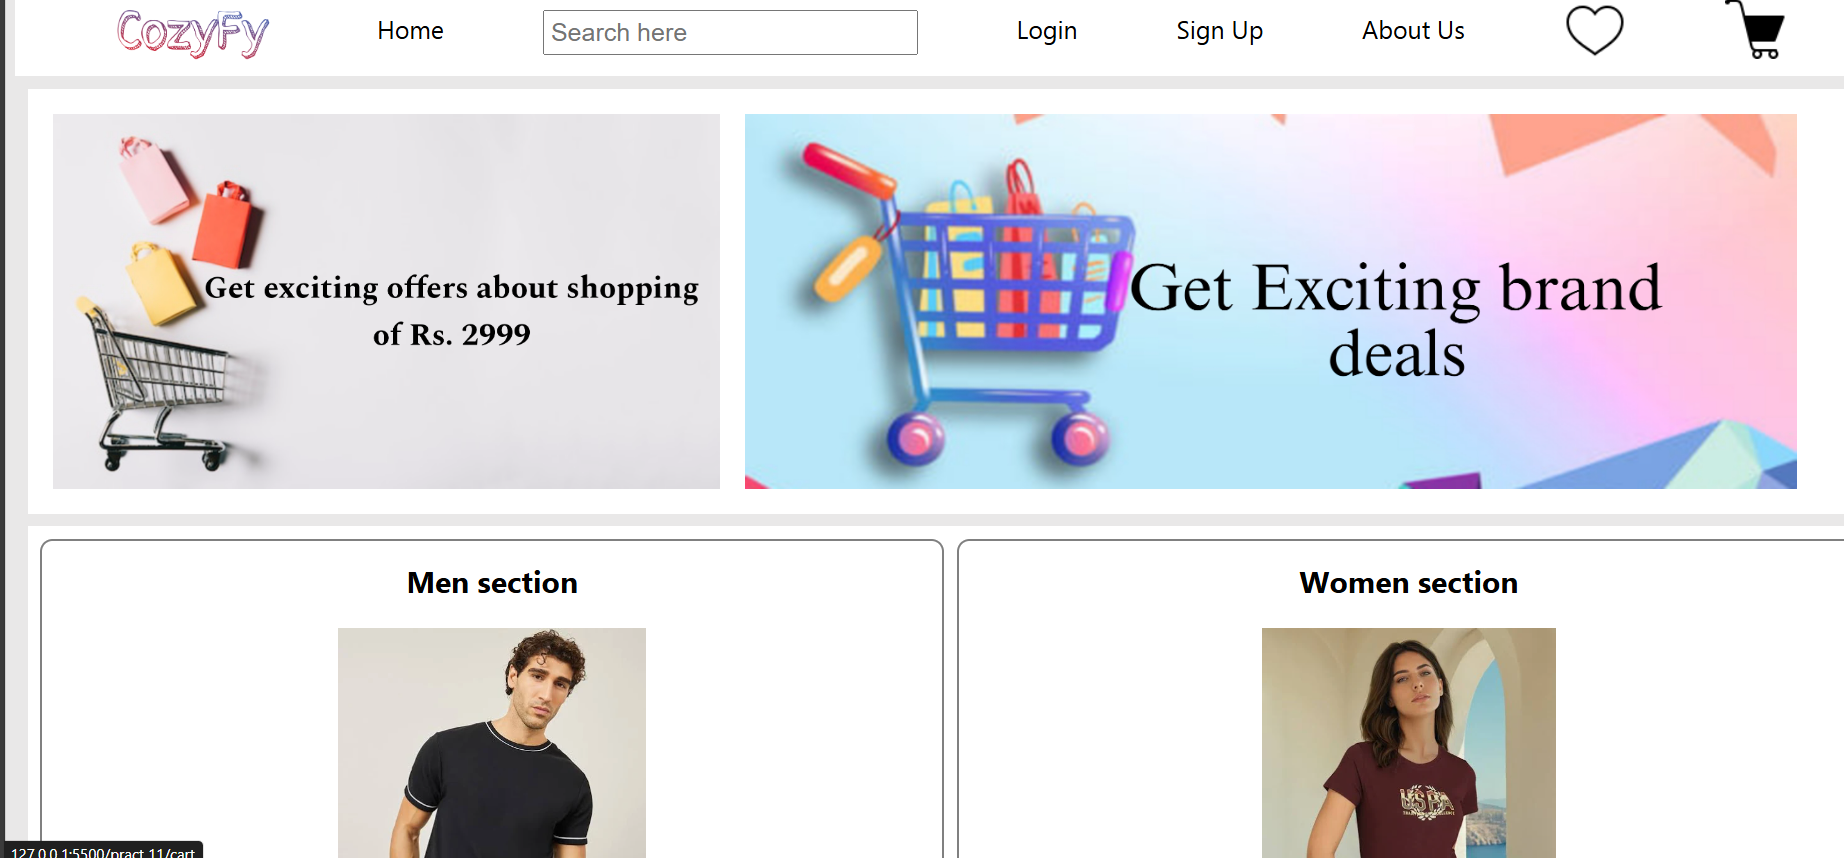 CozyFy
Home
Search here
Login
Sign Up
About Us
Get exciting offers about shopping
of Rs. 2999
Get Exciting brand
deals
Men section
Women section
USPA
127.0.0.1:5500/pract 11/cart